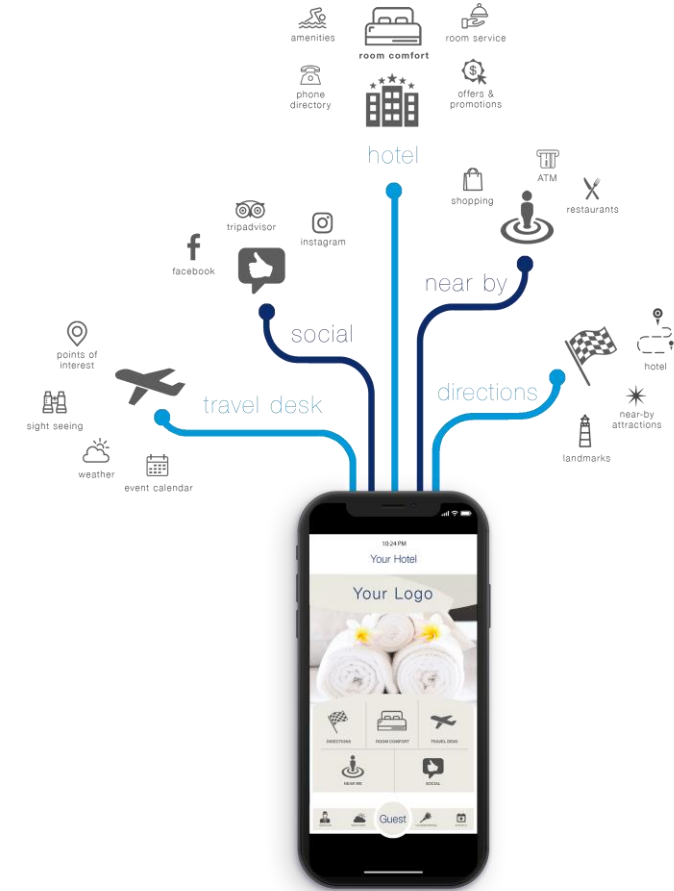 amenities
room comfort
room service
phone
directory
offers &
promotions
hotel
tripadvisor
instagram
facebook
social
ATM
shopping
restaurants
near by
points of
interest
sight seeing
weather
event calendar
travel desk
directions
hotel
near-by
attractions
landmarks
10:24 PM
Your Hotel
Your Logo
DIRECTIONS
ROOM COMFORT
TRAVEL DESK
NEAR ME
SOCIAL
Guest